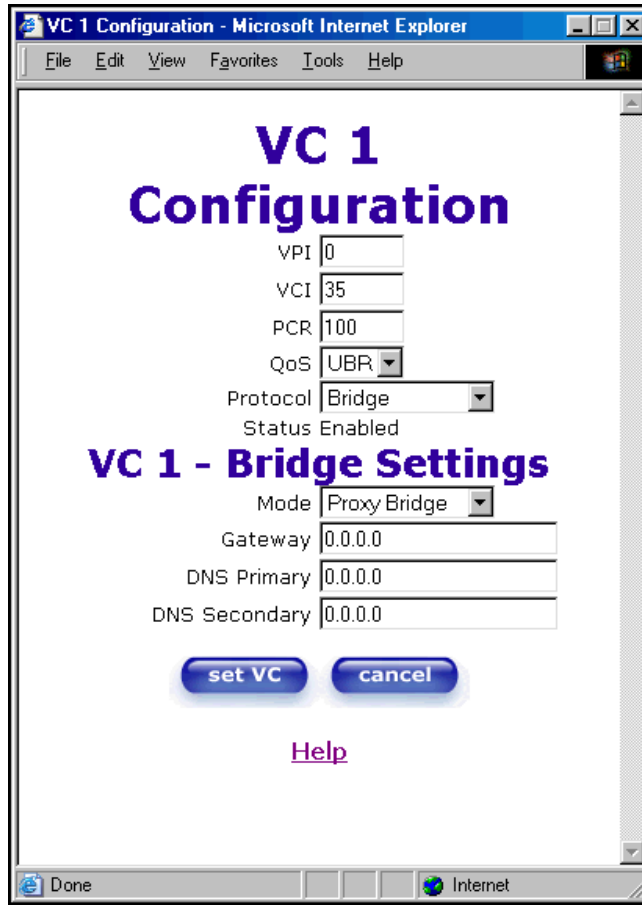 VC 1 Configuration - Microsoft Internet Explorer
File Edit View Favorites Tools Help
VC 1
Configuration
VPI 0
VCI 35
PCR 100
QoS UBR
Protocol Bridge
Status Enabled
VC 1 - Bridge Settings
Mode Proxy Bridge
Gateway 0.0.0.0
DNS Primary 0.0.0.0
DNS Secondary 0.0.0.0
set VC cancel
Help
Done Internet